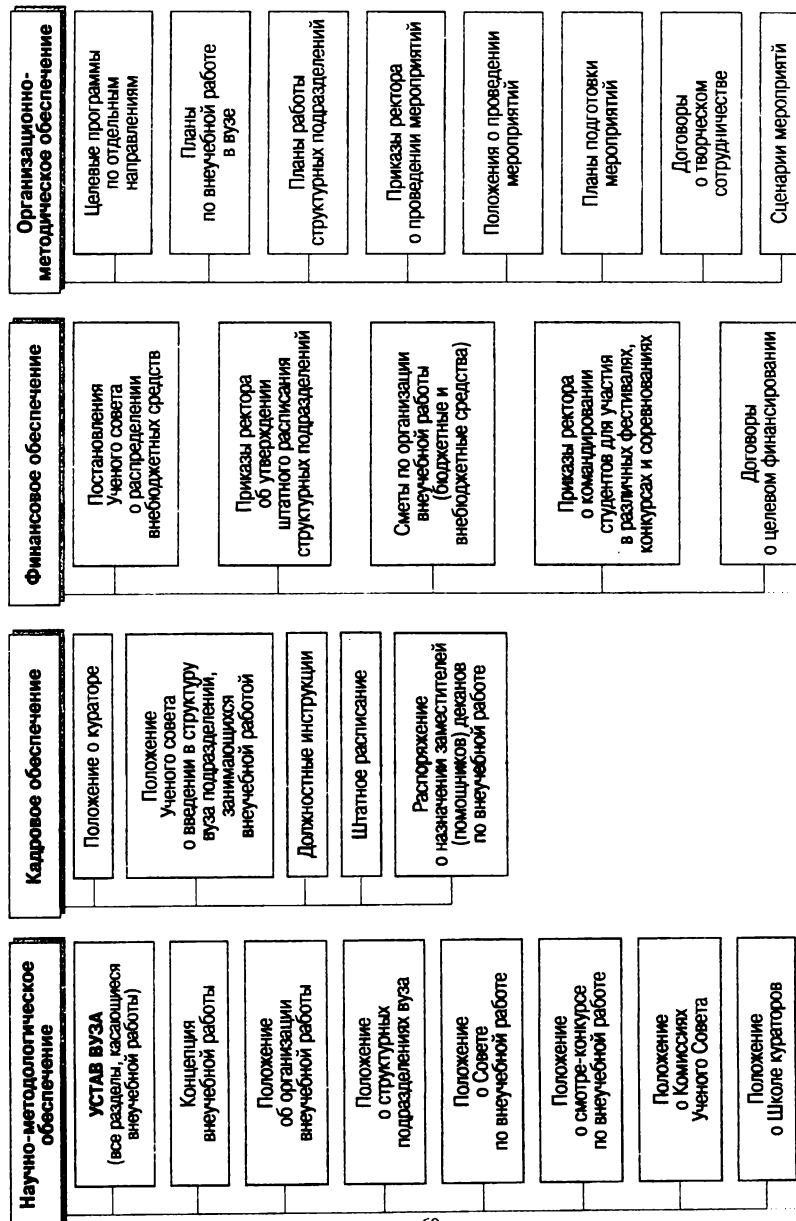 Научно-методологическое
обеспечение
УСТАВ ВУЗА
(все разделы, касающиеся
внеучебной работы)
Концепция
внеучебной работы
Положение
об организации
внеучебной работы
Положение
о структурных
подразделениях вуза
Положение
о Совете
по внеучебной работе
Положение
о смотре-конкурсе
по внеучебной работе
Положение
о Комиссиях
Ученого Совета
Положение
о Школе кураторов
Кадровое обеспечение
Положение о кураторе
Положение
Ученого совета
о введении в структуру
вуза подразделений,
занимающихся
внеучебной работой
Должностные инструкции
Штатное расписание
Распоряжение
о назначении заместителей
(помощников) деканов
по внеучебной работе
Финансовое обеспечение
Постановления
Ученого совета
о распределении
внебюджетных средств
Приказы ректора
об утверждении
штатного расписания
структурных подразделений
Сметы по организации
внеучебной работы
(бюджетные и
внебюджетные средства)
Приказы ректора
о командировании
студентов для участия
в различных фестивалях,
конкурсах и соревнованиях
Договоры
о целевом финансировании
Организационно-
методическое обеспечение
Целевые программы
по отдельным
направлениям
Планы
по внеучебной работе
в вузе
Планы работы
структурных подразделений
Приказы ректора
о проведении мероприятий
Положения о проведении
мероприятий
Планы подготовки
мероприятий
Договоры
о творческом
сотрудничестве
Сценарии мероприятй